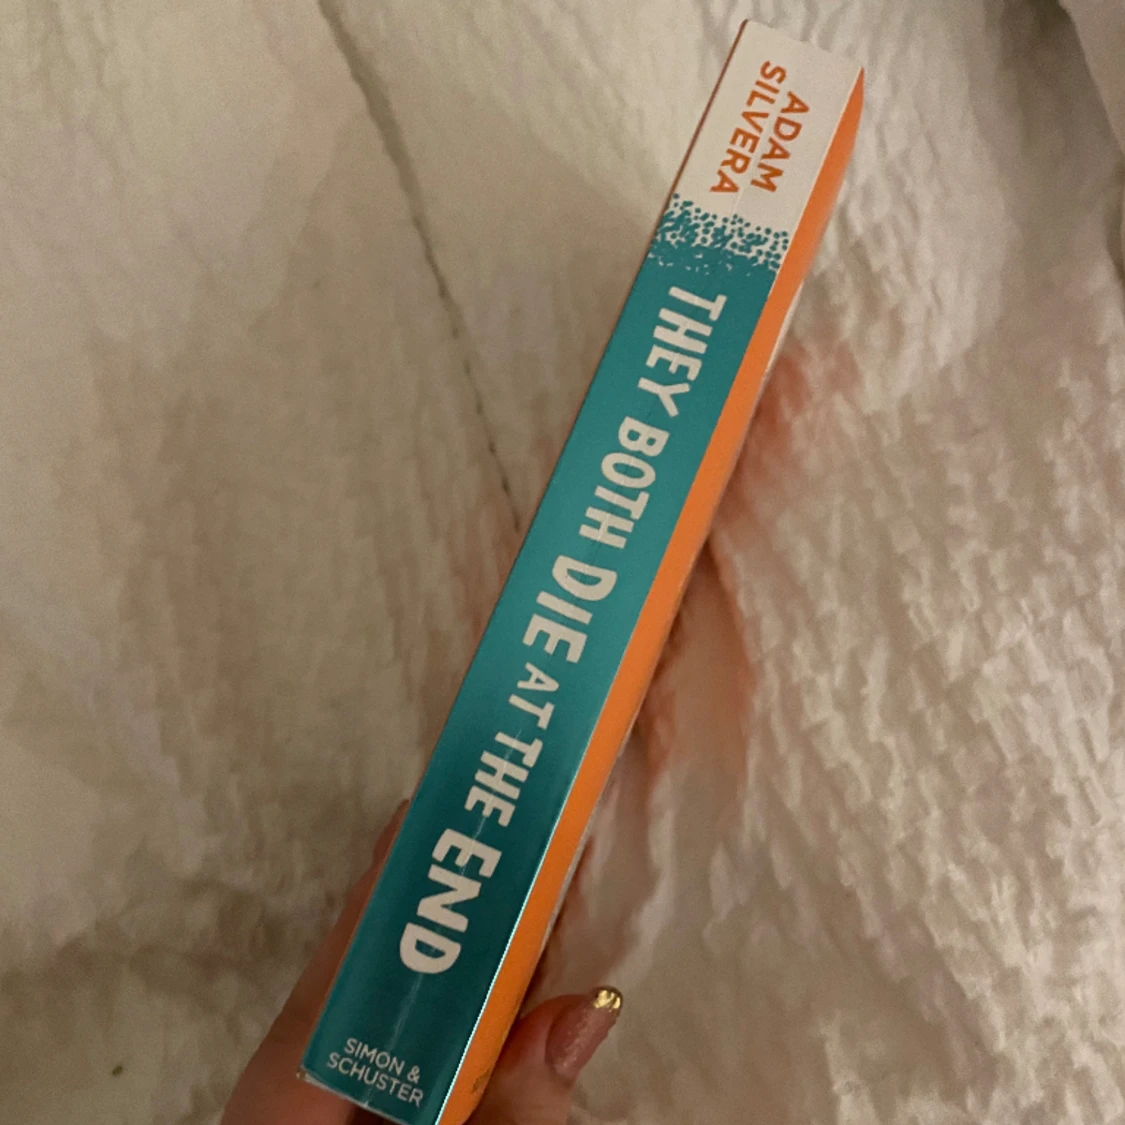 ADAM
SILVERA
THEY BOTH DIE AT THE END
SIMON &
SCHUSTER